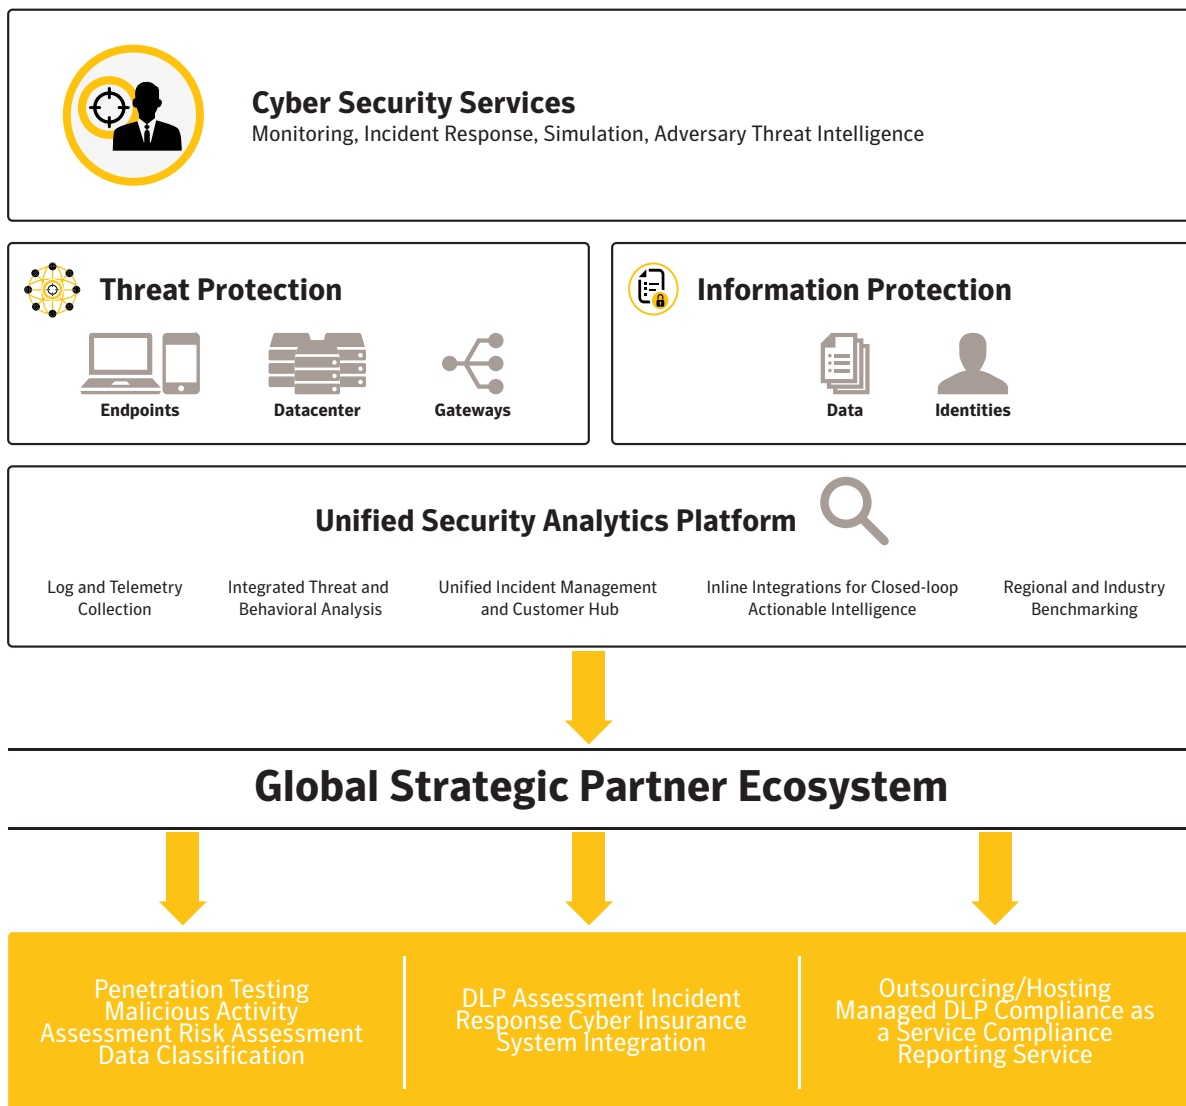 Cyber Security Services
Monitoring, Incident Response, Simulation, Adversary Threat Intelligence
Threat Protection
Endpoints
Datacenter
Gateways
Information Protection
Data
Identities
Unified Security Analytics Platform
Log and Telemetry
Collection
Integrated Threat and
Behavioral Analysis
Unified Incident Management
and Customer Hub
Inline Integrations for Closed-loop
Actionable Intelligence
Regional and Industry
Benchmarking
Global Strategic Partner Ecosystem
Penetration Testing
Malicious Activity
Assessment Risk Assessment
Data Classification
DLP Assessment Incident
Response Cyber Insurance
System Integration
Outsourcing/Hosting
Managed DLP Compliance as
a Service Compliance
Reporting Service